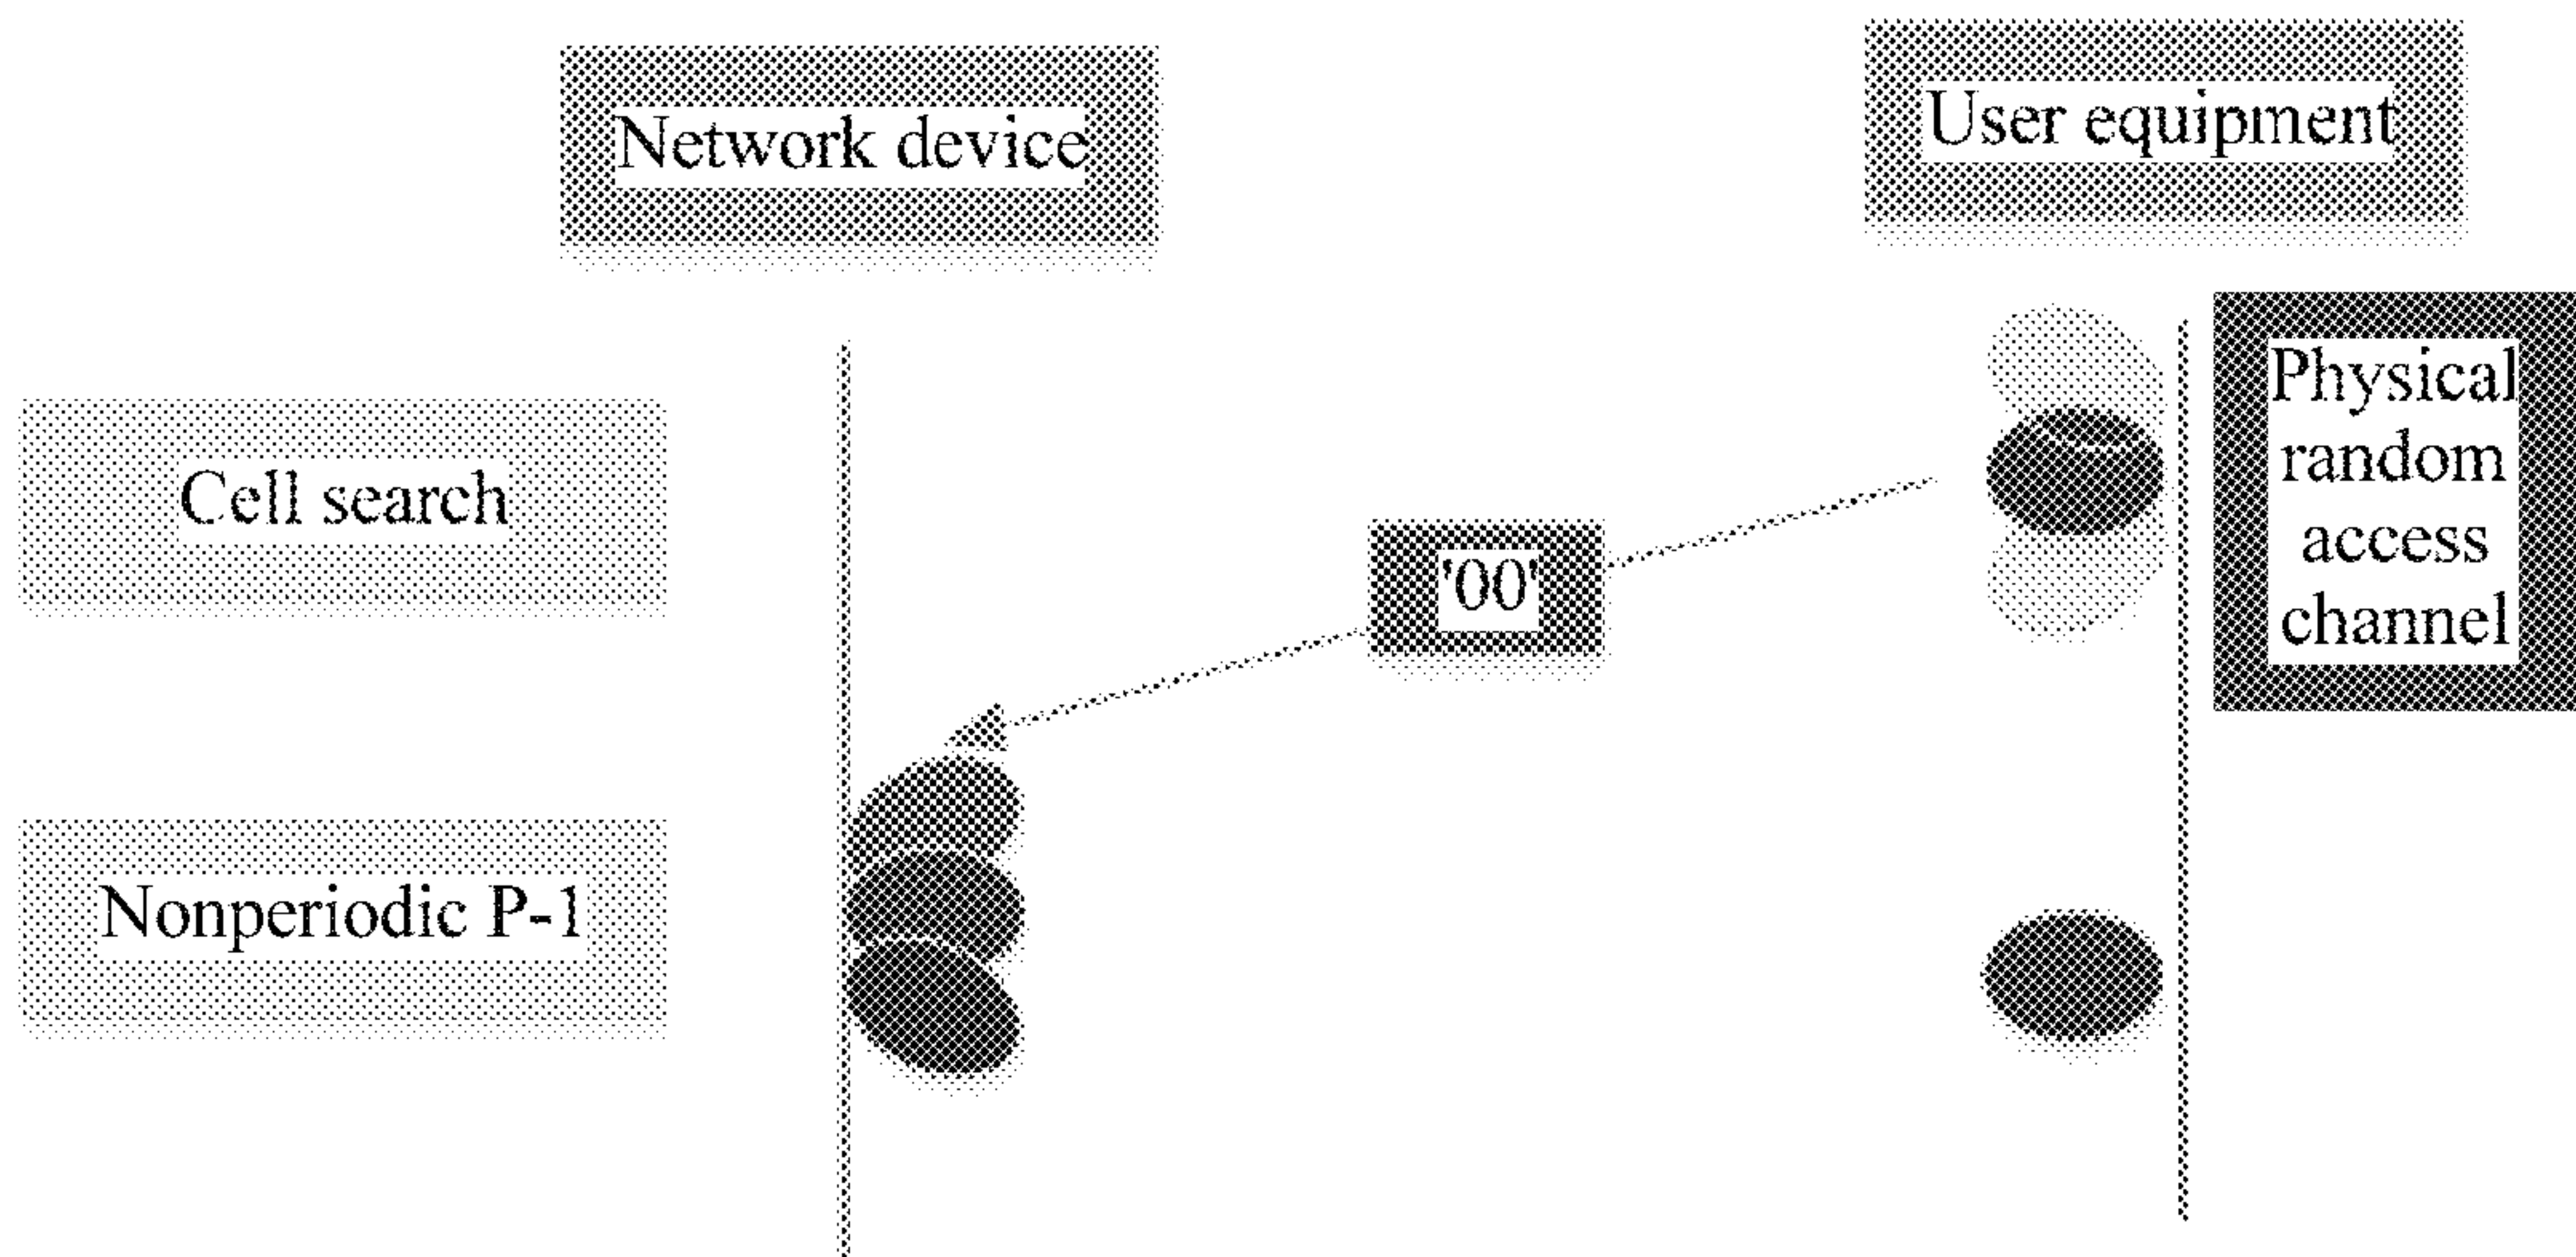 Network device
User equipment
Physical
random
access
channel
Cell search
'00'
Nonperiodic P-1